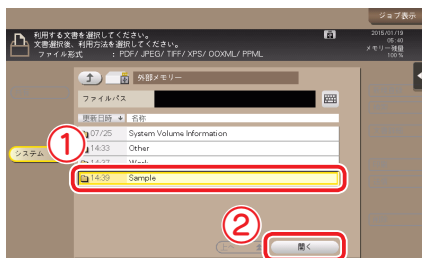 ジョブ表示
利用する文書を選択してください。
文書選択後、利用方法を選択してください。
ファイル形式 : PDF/ JPEG/ TIFF/ XPS/ OOXML/ PPML
2015/01/19
05:40
メモリー残量
100 %
外部メモリー
ファイルパス
更新日時 名称
07/25 System Volume Information
14:33 Other
システム
①
14:37 Work
14:39 Sample
②
開く